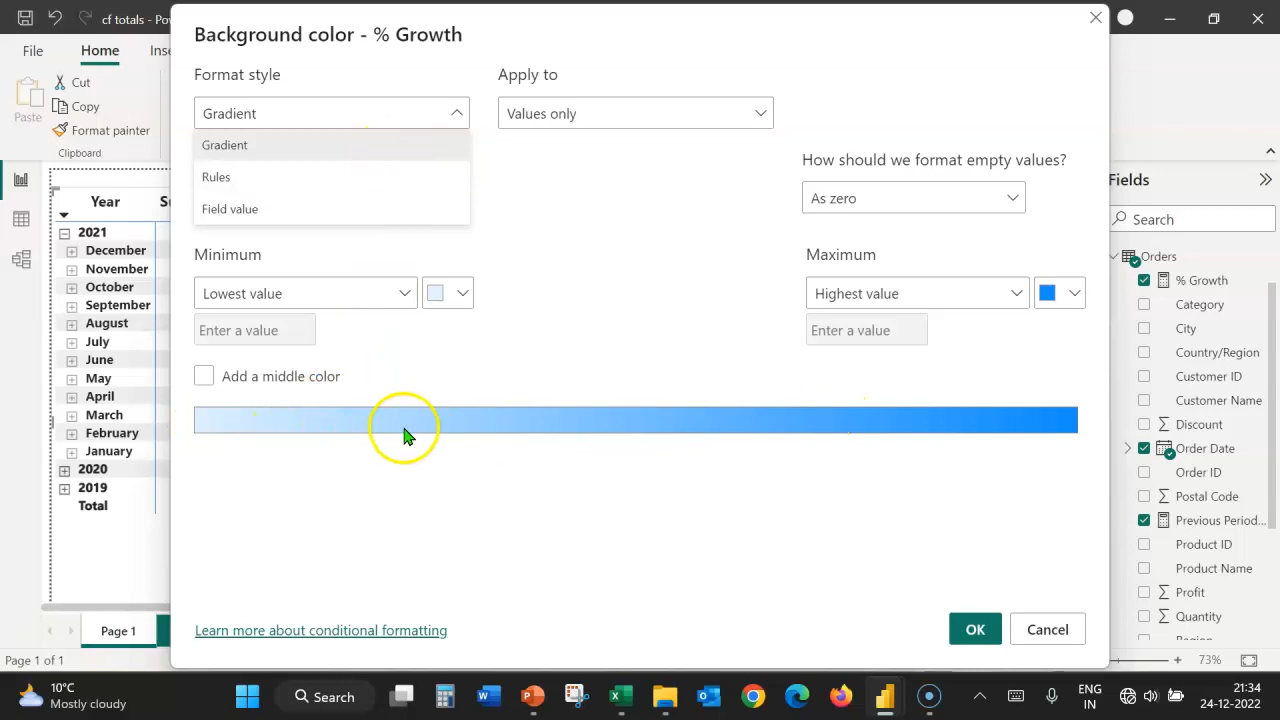 cf totals - Pow
Background color - % Growth
File
Home
Ins
Format style
Apply to
Cut
Copy
Paste
Format painter
Clipboard
Gradient
Values only
Gradient
Rules
Field value
How should we format empty values?
As zero
Fields
Search
Year
Su
2021
December
November
October
September
August
July
June
May
April
March
February
January
2020
2019
Total
Minimum
Maximum
Lowest value
Highest value
Enter a value
Enter a value
Add a middle color
Orders
% Growth
Category
City
Country/Region
Customer ID
Customer Name
Discount
Order Date
Order ID
Postal Code
Previous Period...
Product ID
Product Name
Profit
Quantity
Region
Learn more about conditional formatting
OK
Cancel
Page 1
Page 1 of 1
73%
10°C
Mostly cloudy
Search
ENG
IN
21:34
24-12-2022